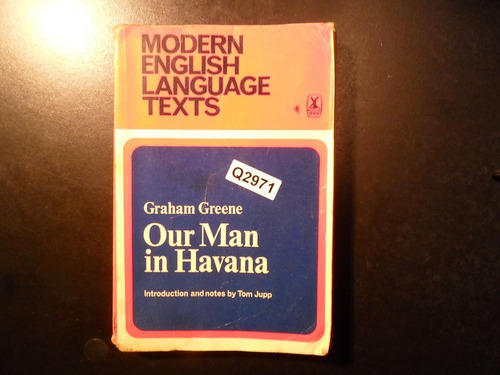 MODERN
ENGLISH
LANGUAGE
TEXTS
Q2971
Graham Greene
Our Man
in Havana
Introduction and notes by Tom Jupp